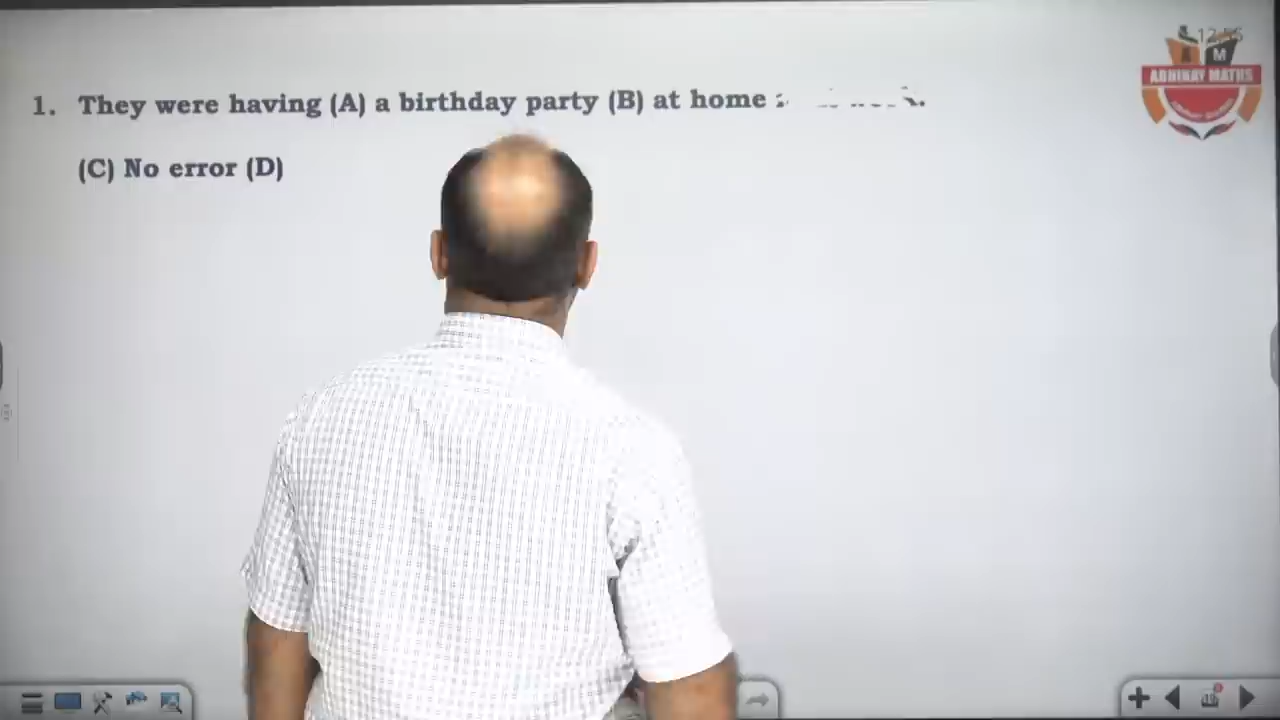 1. They were having (A) a birthday party (B) at home
(C) No error (D)
ABHINAY MATHS